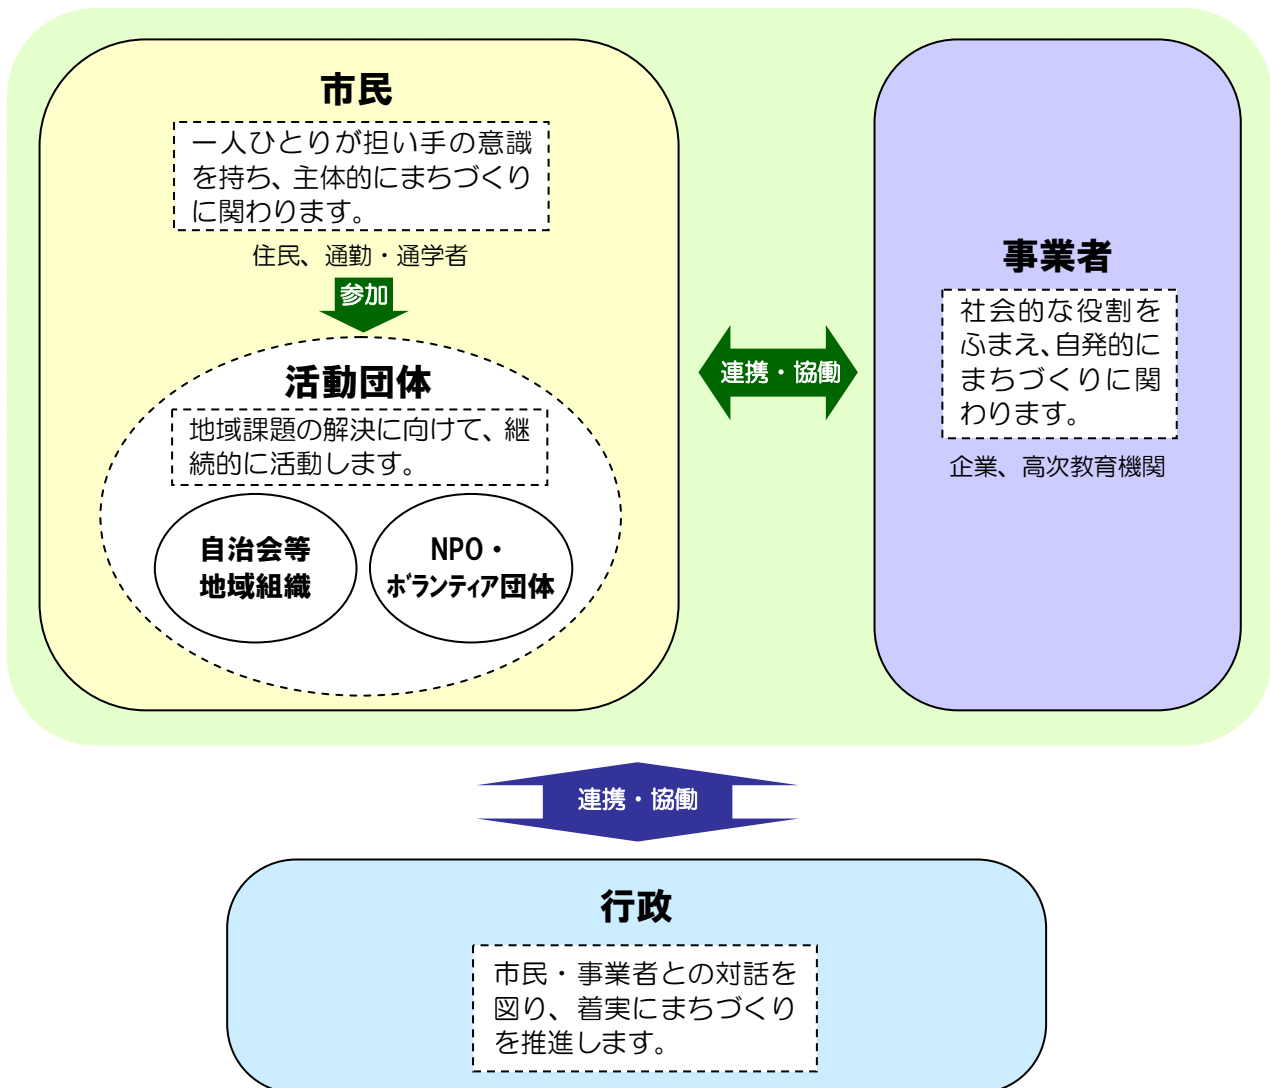 市民
一人ひとりが担い手の意識
を持ち、主体的にまちづくり
に関わります。
住民、通勤・通学者
参加
活動団体
地域課題の解決に向けて、継
続的に活動します。
自治会等
地域組織
NPO・
ボランティア団体
連携・協働
事業者
社会的な役割を
ふまえ、自発的に
まちづくりに関
わります。
企業、高次教育機関
連携・協働
行政
市民・事業者との対話を
図り、着実にまちづくり
を推進します。